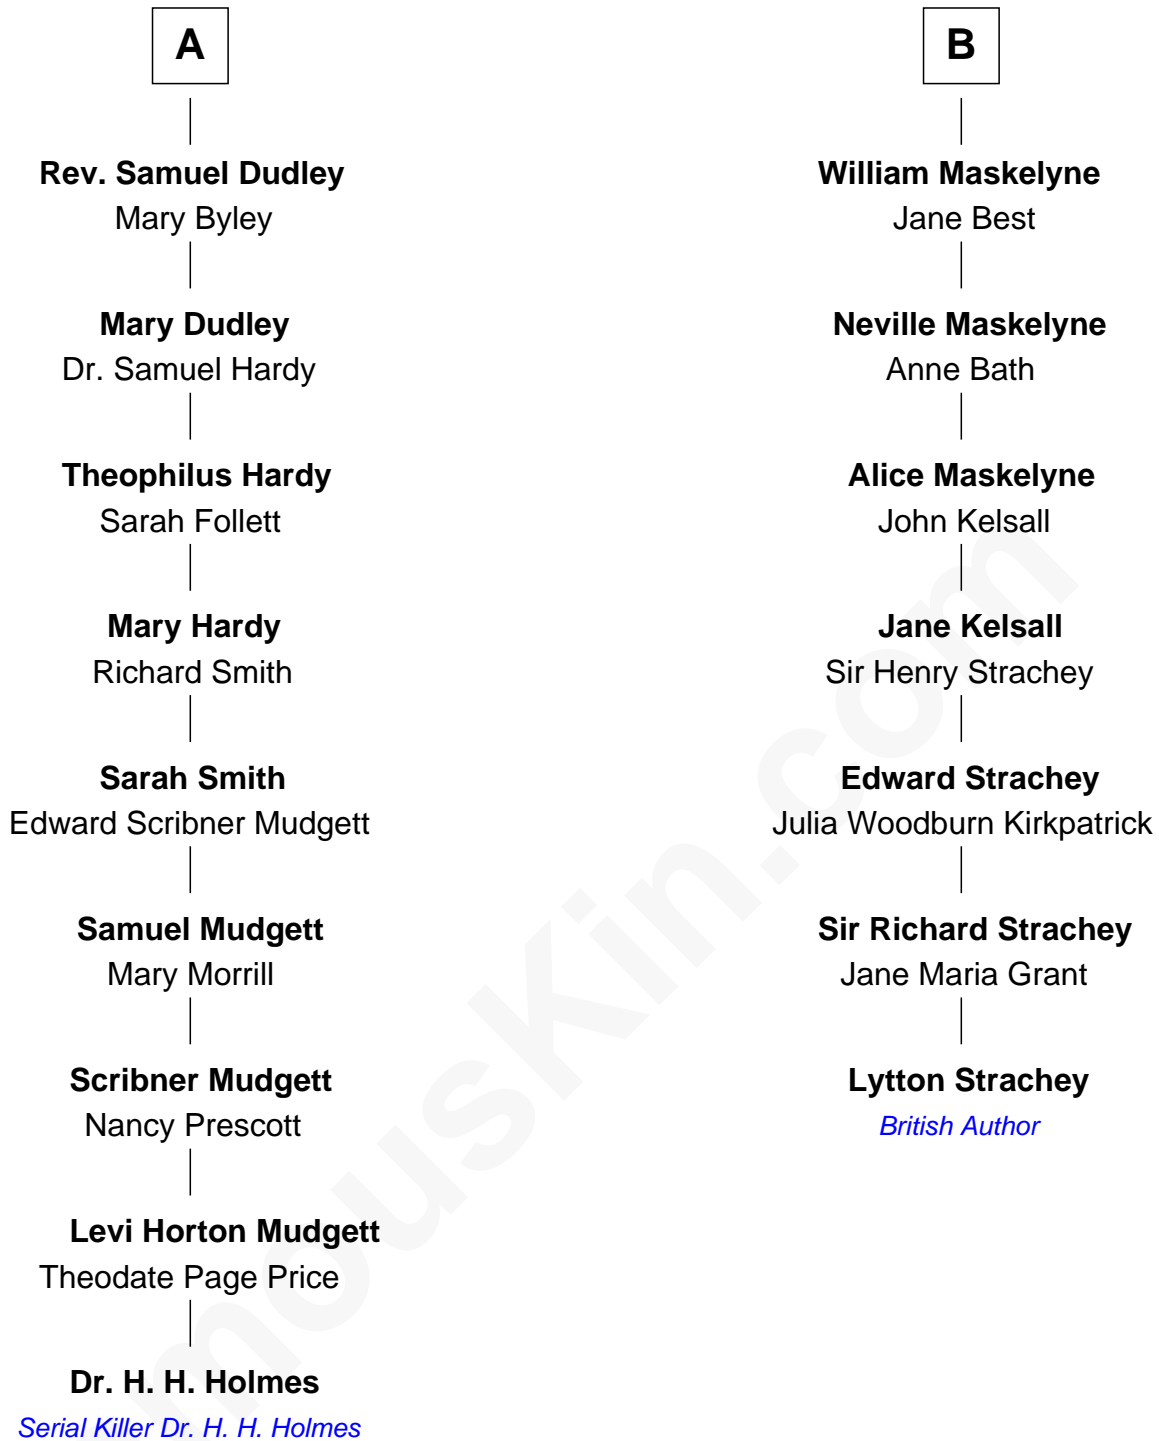 A
Rev. Samuel Dudley
Mary Byley
Mary Dudley
Dr. Samuel Hardy
Theophilus Hardy
Sarah Follett
Mary Hardy
Richard Smith
Sarah Smith
Edward Scribner Mudgett
Samuel Mudgett
Mary Morrill
Scribner Mudgett
Nancy Prescott
Levi Horton Mudgett
Theodate Page Price
Dr. H. H. Holmes
Serial Killer Dr. H. H. Holmes
B
William Maskelyne
Jane Best
Neville Maskelyne
Anne Bath
Alice Maskelyne
John Kelsall
Jane Kelsall
Sir Henry Strachey
Edward Strachey
Julia Woodburn Kirkpatrick
Sir Richard Strachey
Jane Maria Grant
Lytton Strachey
British Author
mouskin.com